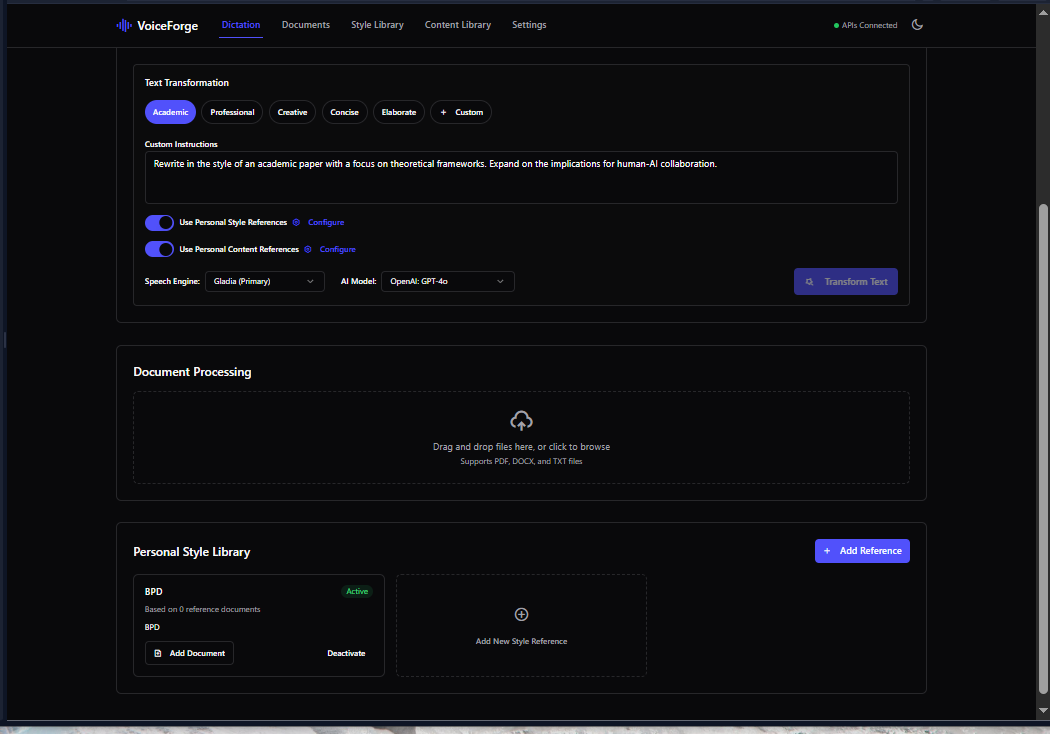 VoiceForge Dictation Documents Style Library Content Library Settings APIs Connected
Text Transformation
Academic Professional Creative Concise Elaborate + Custom
Custom Instructions
Rewrite in the style of an academic paper with a focus on theoretical frameworks. Expand on the implications for human-AI collaboration.
Use Personal Style References Configure
Use Personal Content References Configure
Speech Engine: Gladia (Primary) AI Model: OpenAI: GPT-4o Transform Text
Document Processing
Drag and drop files here, or click to browse
Supports PDF, DOCX, and TXT files
Personal Style Library + Add Reference
BPD Active
Based on 0 reference documents
BPD
Add Document Deactivate
Add New Style Reference